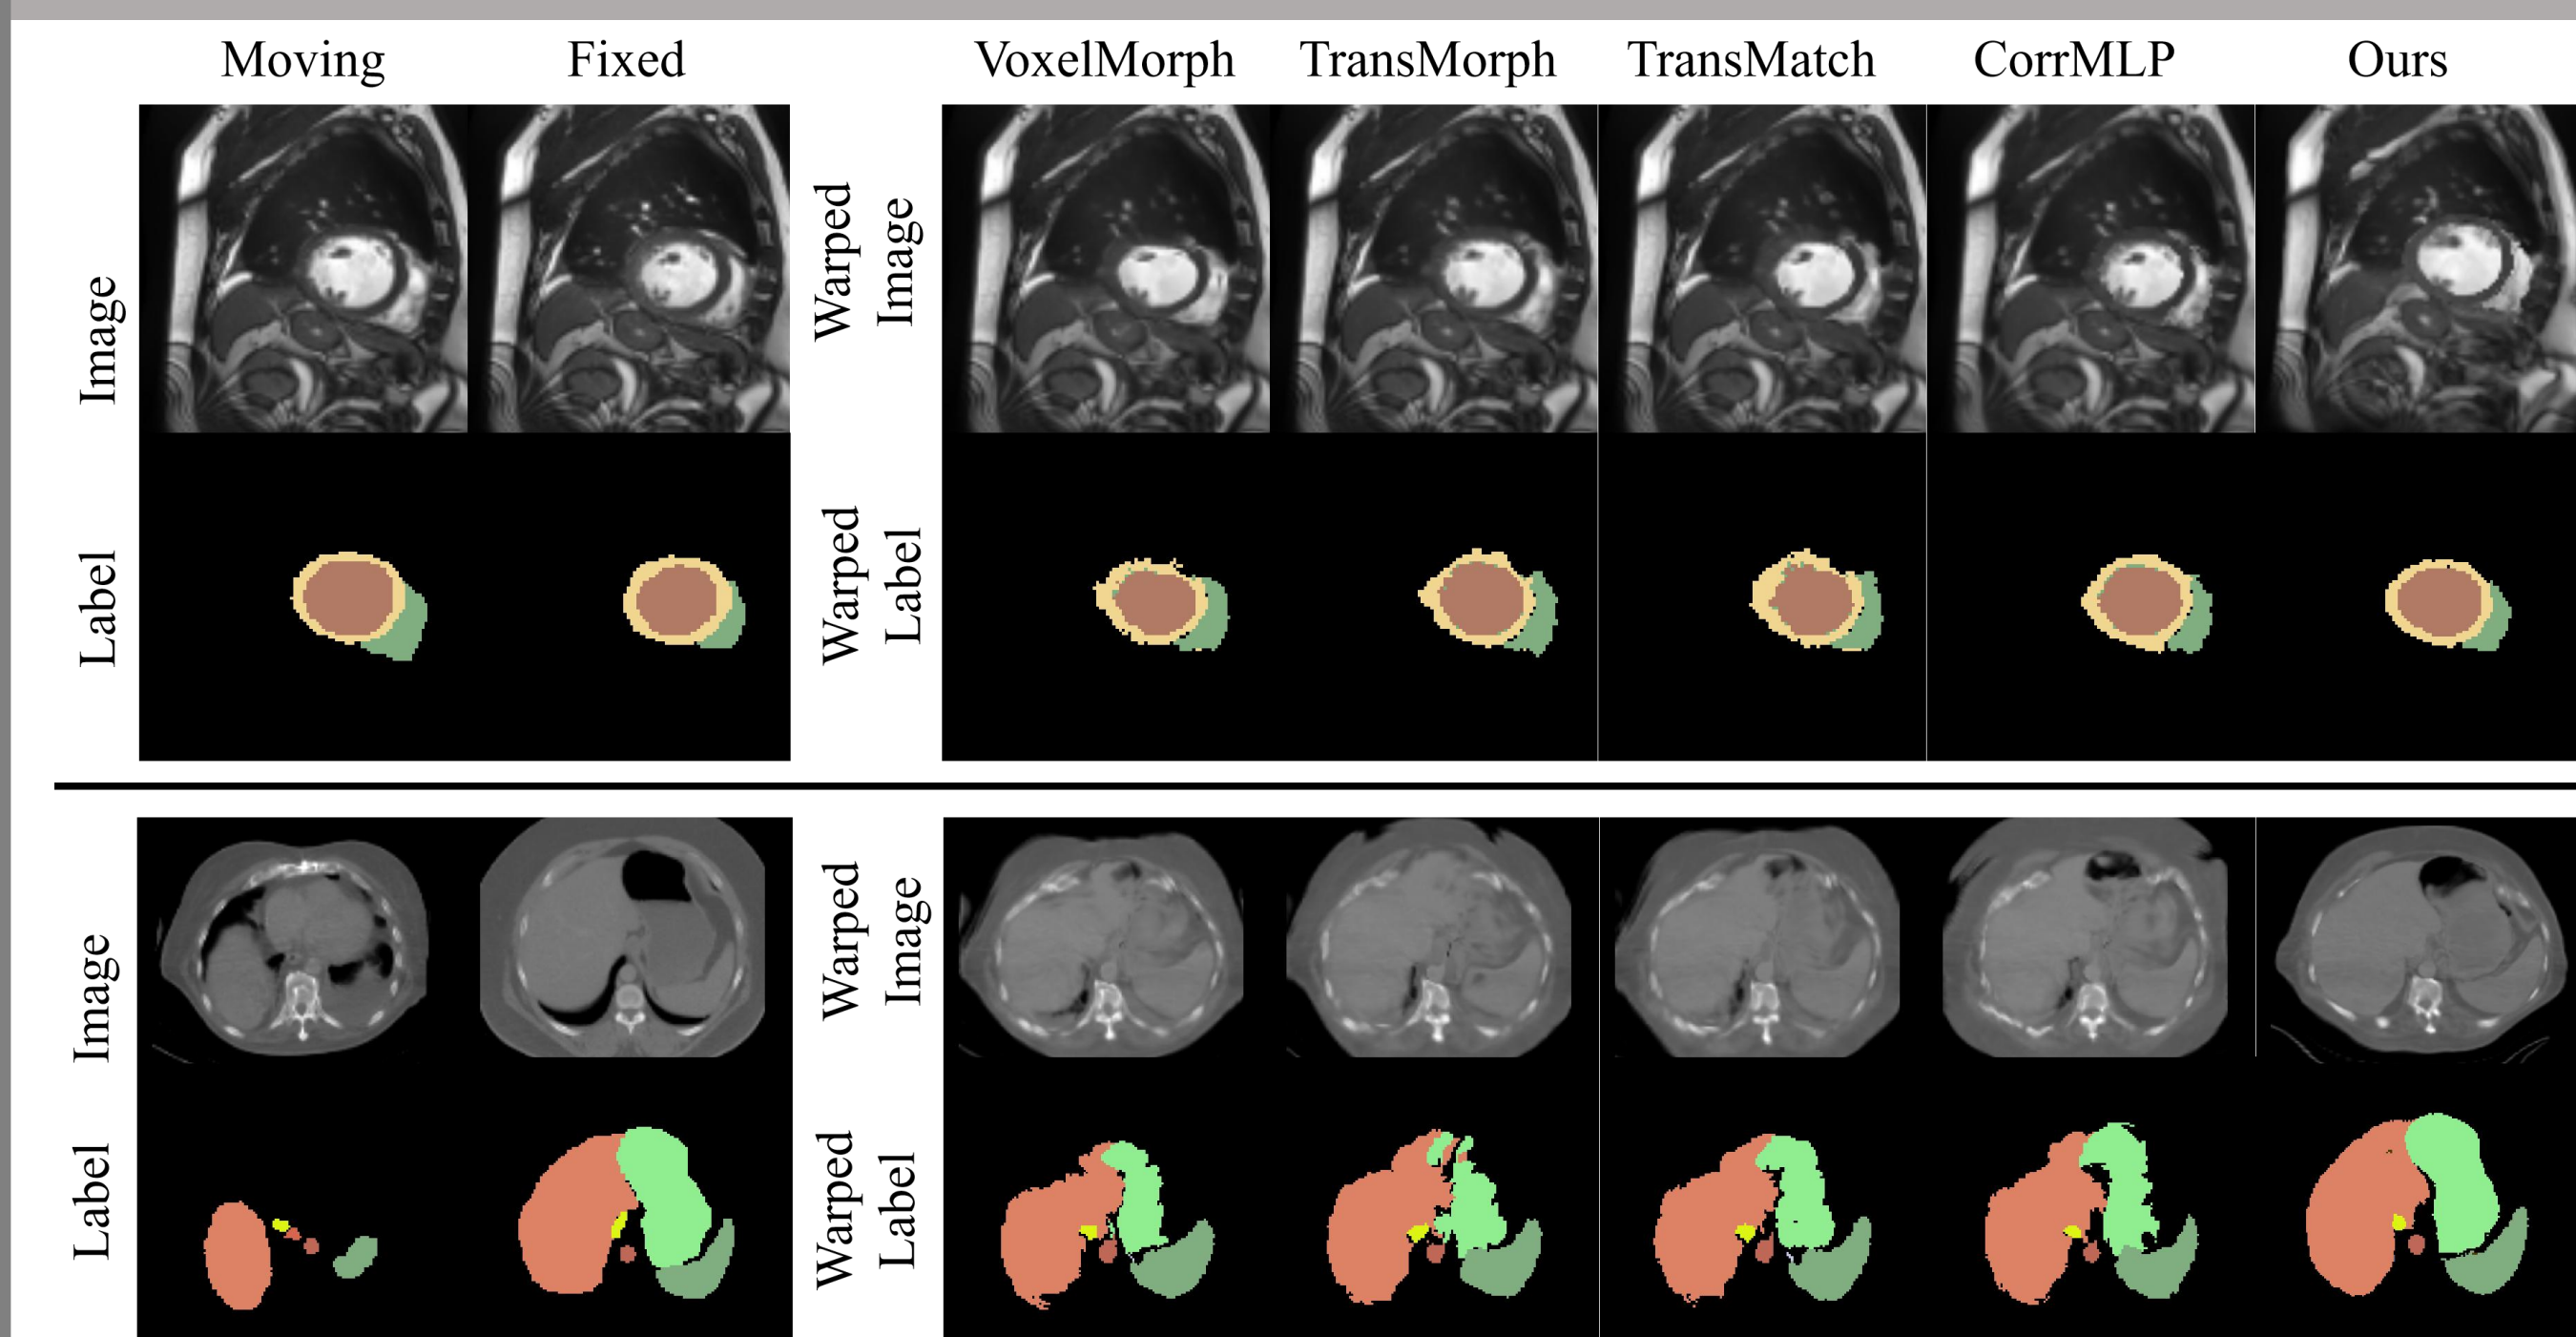 Moving Fixed VoxelMorph TransMorph TransMatch CorrMLP Ours
Image
Warped
Image
Label
Warped
Label
Image
Warped
Image
Label
Warped
Label